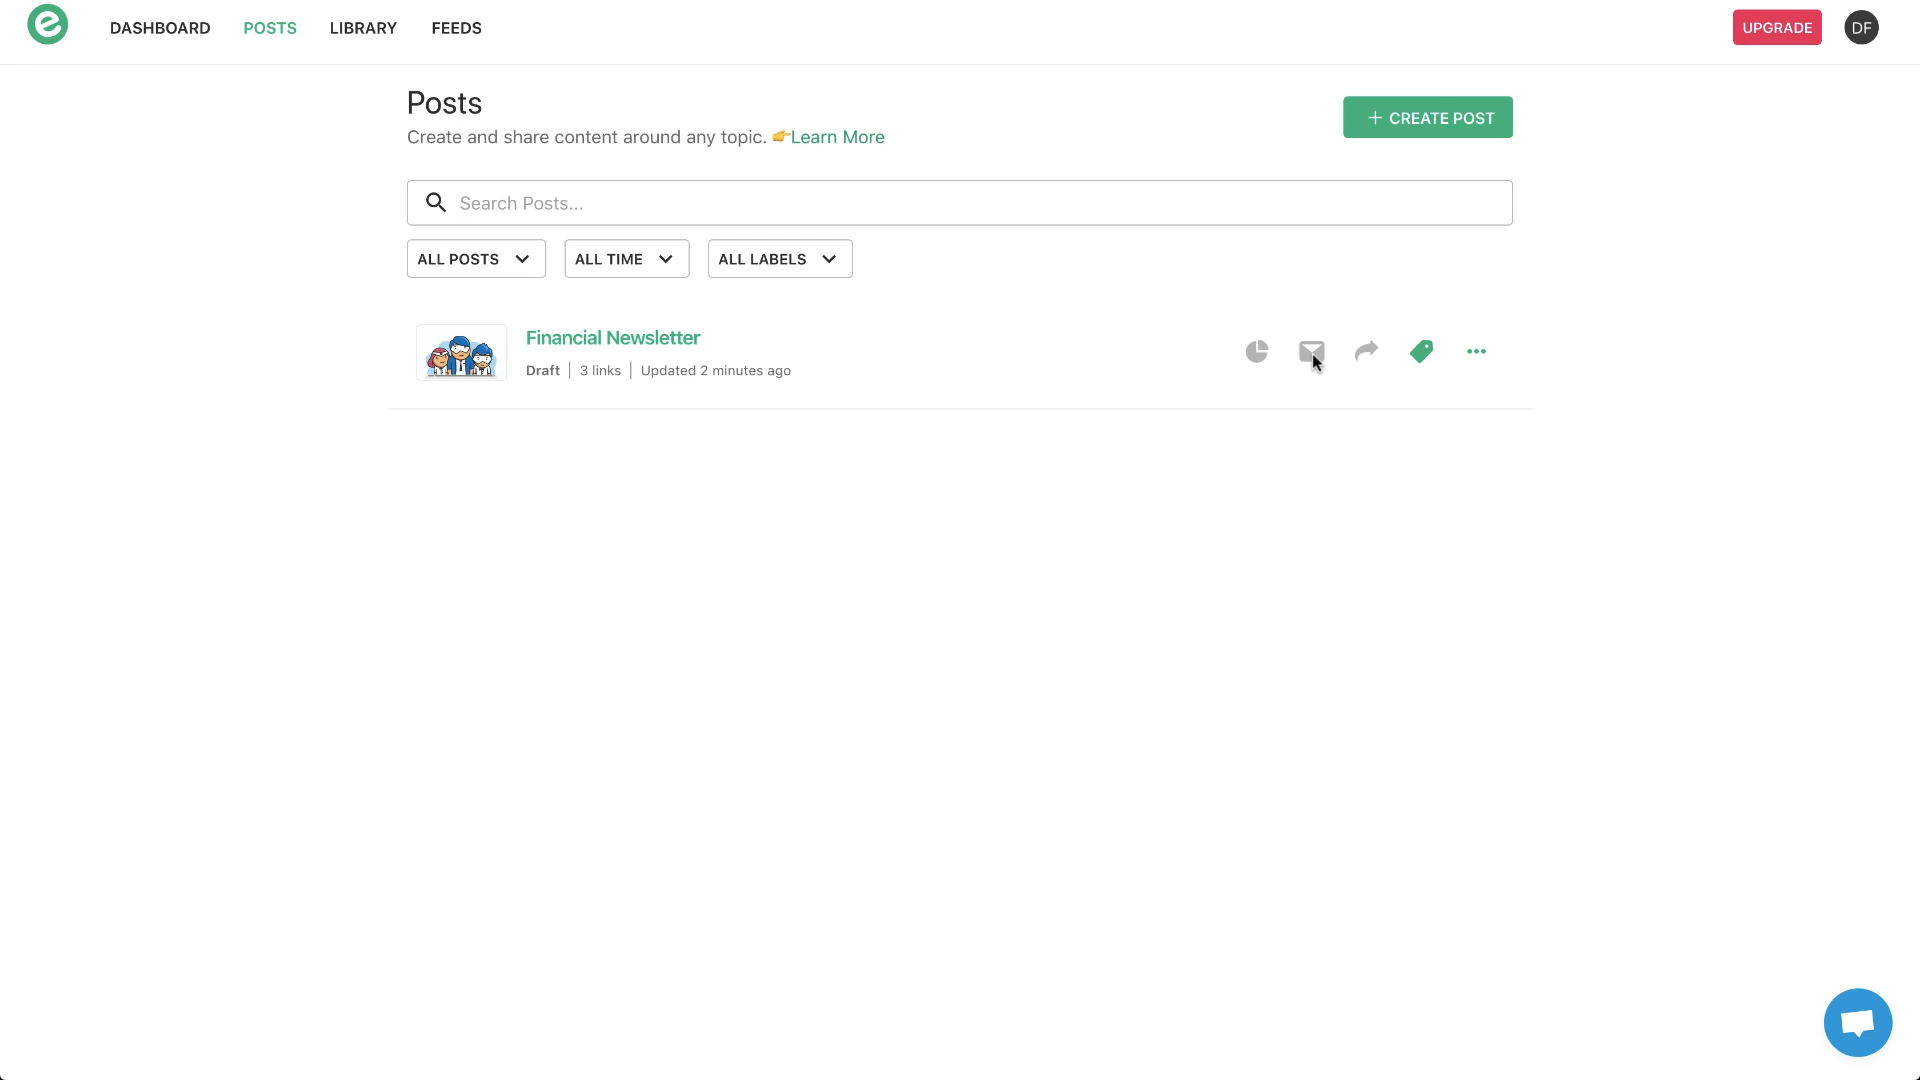 e DASHBOARD POSTS LIBRARY FEEDS UPGRADE DF
Posts
Create and share content around any topic. 👉Learn More
+ CREATE POST
Search Posts...
ALL POSTS ALL TIME ALL LABELS
Financial Newsletter
Draft | 3 links | Updated 2 minutes ago